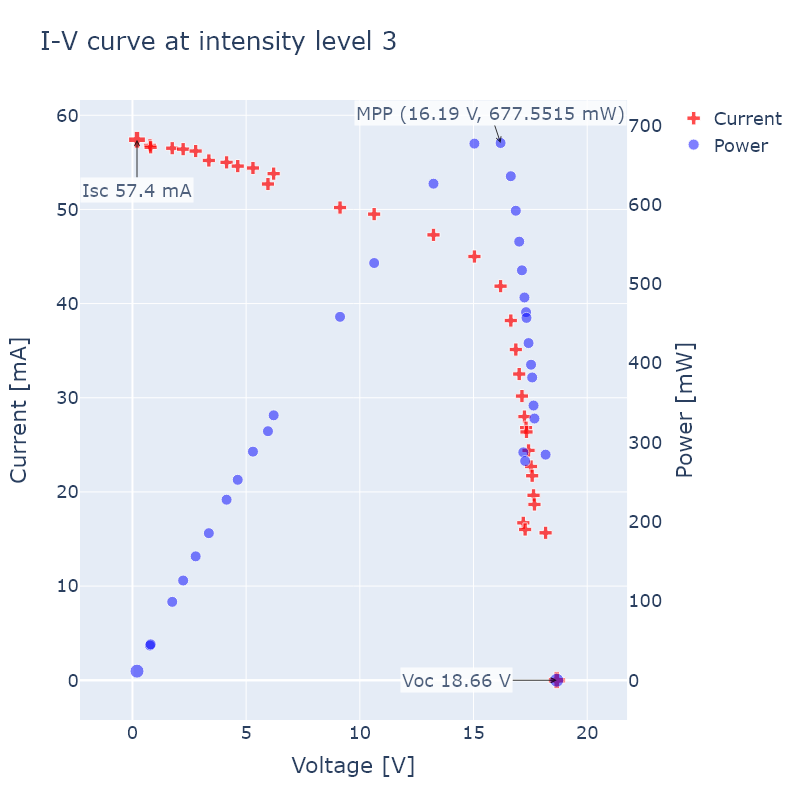 I-V curve at intensity level 3
MPP (16.19 V, 677.5515 mW)
Isc 57.4 mA
Voc 18.66 V
Current
Power
Current [mA]
60
50
40
30
20
10
0
Power [mW]
700
600
500
400
300
200
100
0
0
5
10
15
20
Voltage [V]